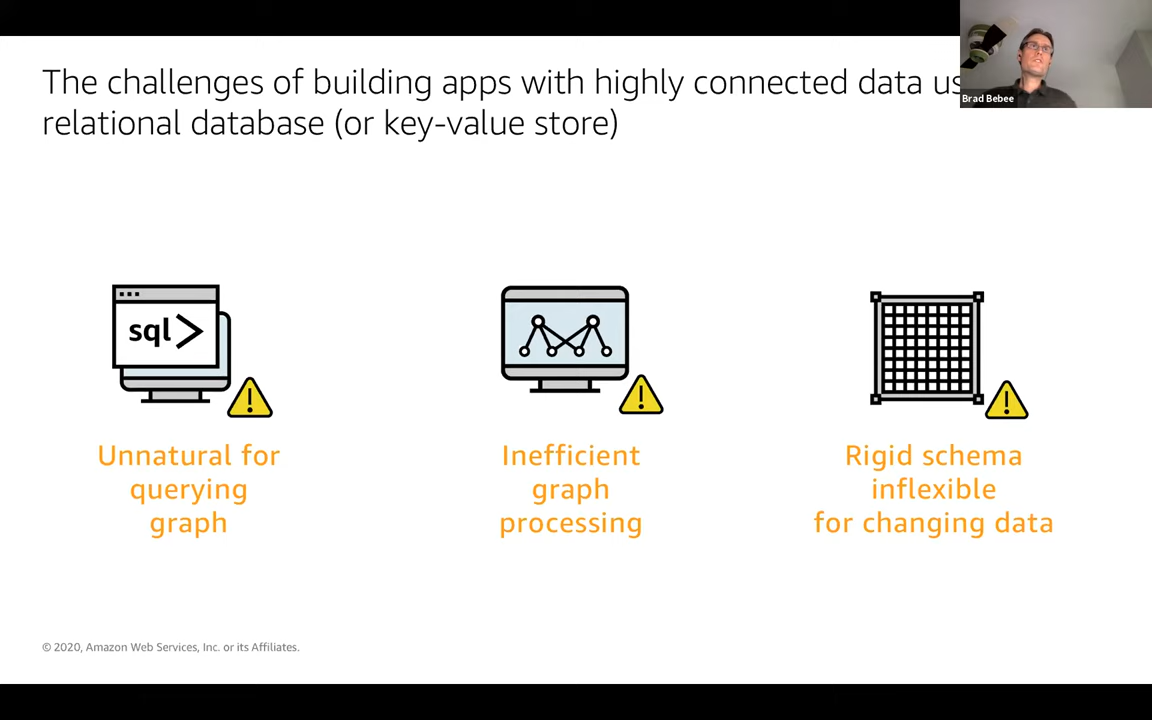 The challenges of building apps with highly connected data
relational database (or key-value store)
Brad Bebee
sql>
Unnatural for
querying
graph
Inefficient
graph
processing
Rigid schema
inflexible
for changing data
© 2020, Amazon Web Services, Inc. or its Affiliates.